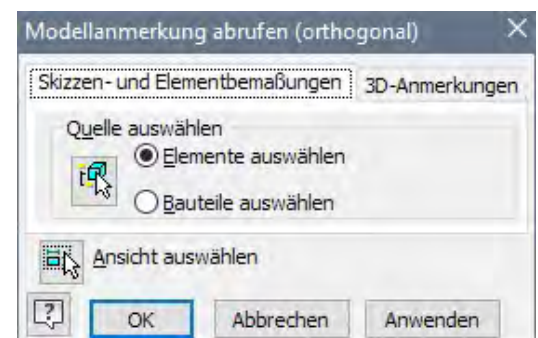 Modellanmerkung abrufen (orthogonal)
Skizzen- und Elementbemaßungen 3D-Anmerkungen
Quelle auswählen
Elemente auswählen
Bauteile auswählen
Ansicht auswählen
? OK Abbrechen Anwenden